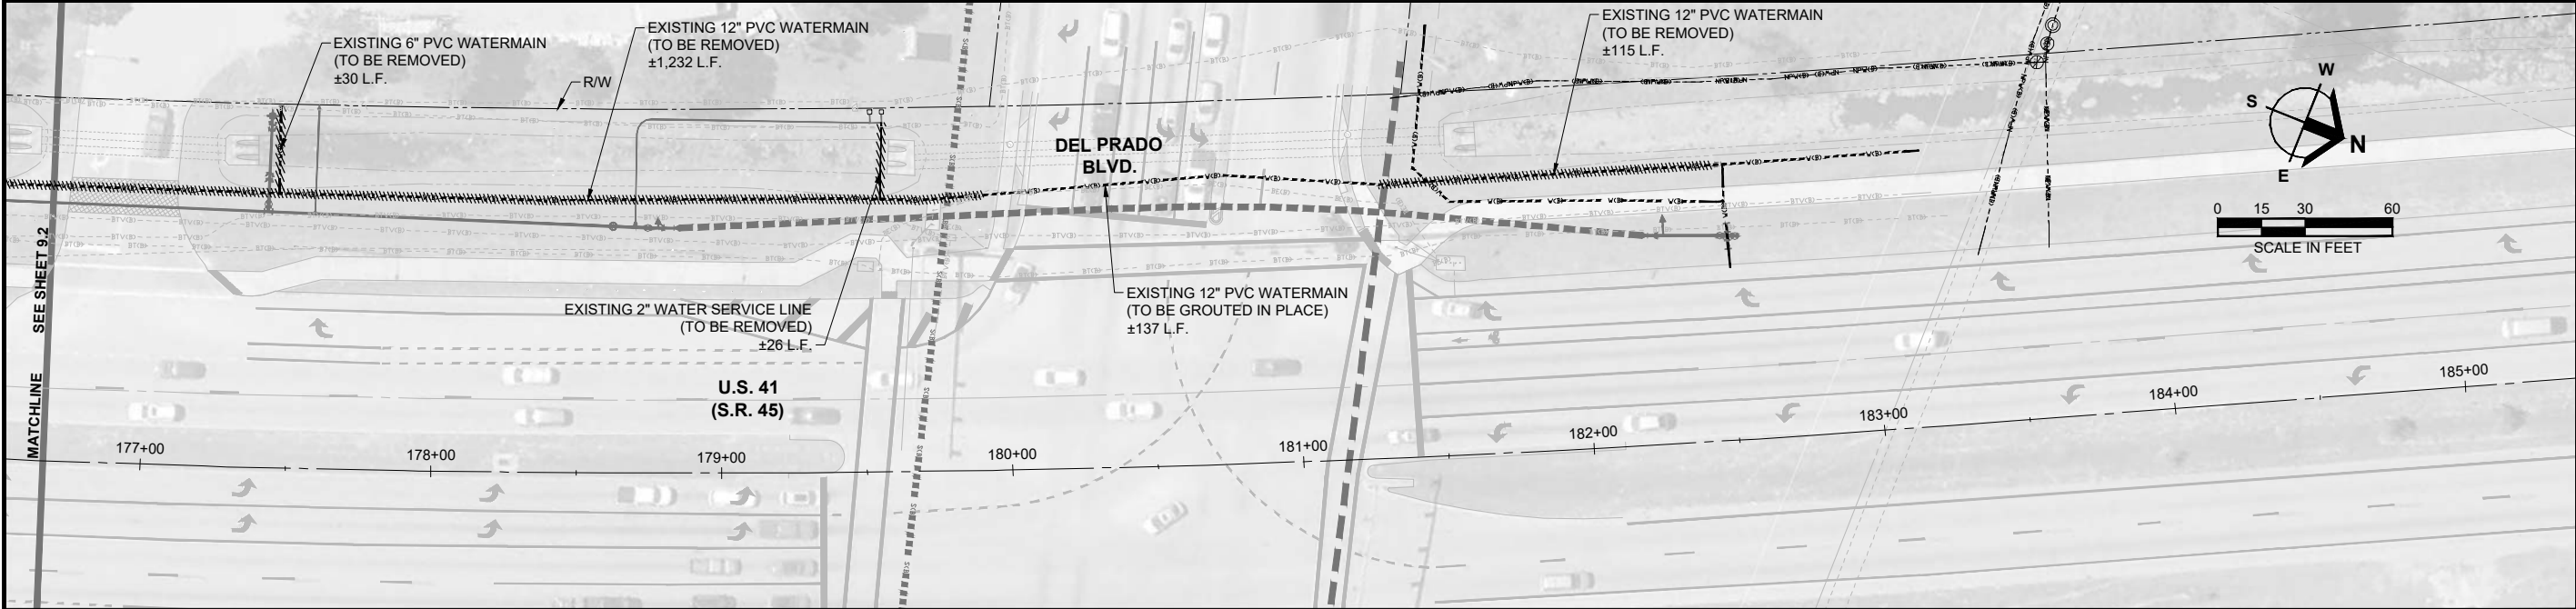 EXISTING 6" PVC WATERMAIN
(TO BE REMOVED)
±30 L.F.
EXISTING 12" PVC WATERMAIN
(TO BE REMOVED)
±1,232 L.F.
R/W
EXISTING 12" PVC WATERMAIN
(TO BE REMOVED)
±115 L.F.
DEL PRADO
BLVD.
W
S
N
E
0 15 30 60
SCALE IN FEET
MATCHLINE SEE SHEET 9.2
EXISTING 2" WATER SERVICE LINE
(TO BE REMOVED)
±26 L.F.
EXISTING 12" PVC WATERMAIN
(TO BE GROUTED IN PLACE)
±137 L.F.
U.S. 41
(S.R. 45)
177+00
178+00
179+00
180+00
181+00
182+00
183+00
184+00
185+00